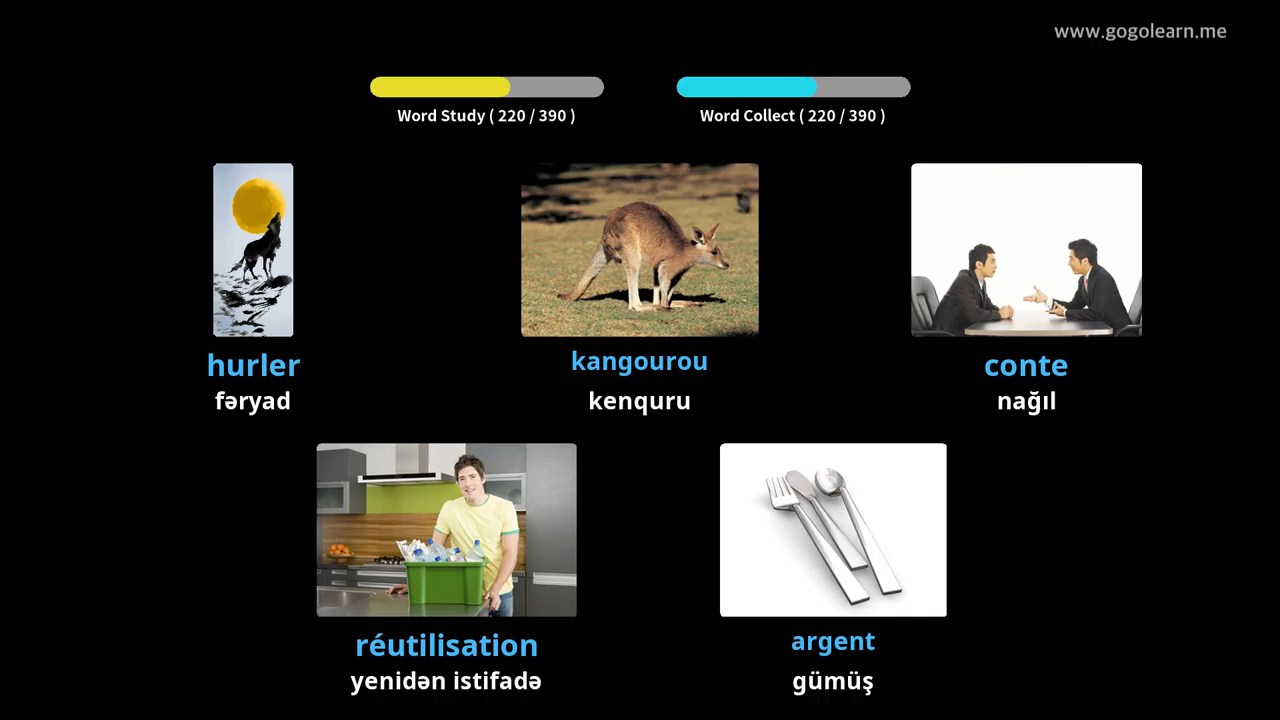 www.gogolearn.me
Word Study ( 220 / 390 )
Word Collect ( 220 / 390 )
hurler
fəryad
kangourou
kenquru
conte
nağıl
réutilisation
yenidən istifadə
argent
gümüş